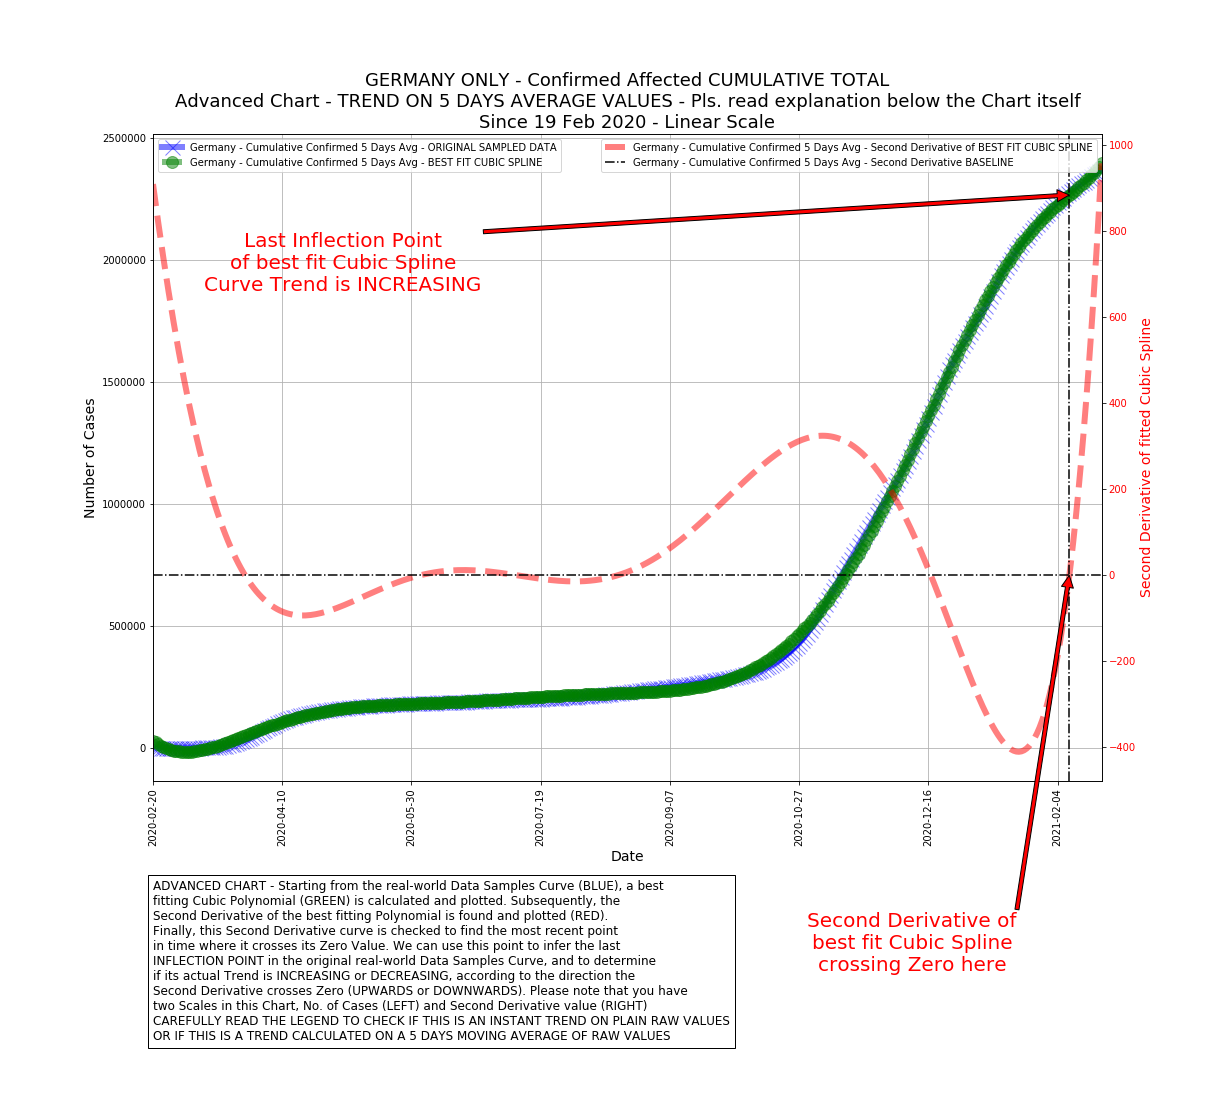 GERMANY ONLY - Confirmed Affected CUMULATIVE TOTAL
Advanced Chart - TREND ON 5 DAYS AVERAGE VALUES - Pls. read explanation below the Chart itself
Since 19 Feb 2020 - Linear Scale
Germany - Cumulative Confirmed 5 Days Avg - ORIGINAL SAMPLED DATA
Germany - Cumulative Confirmed 5 Days Avg - BEST FIT CUBIC SPLINE
Germany - Cumulative Confirmed 5 Days Avg - Second Derivative of BEST FIT CUBIC SPLINE
Germany - Cumulative Confirmed 5 Days Avg - Second Derivative BASELINE
Last Inflection Point
of best fit Cubic Spline
Curve Trend is INCREASING
Number of Cases
2500000
2000000
1500000
1000000
500000
0
1000
800
600
400
200
0
−200
−400
Second Derivative of fitted Cubic Spline
2020-02-20
2020-04-10
2020-05-30
2020-07-19
2020-09-07
2020-10-27
2020-12-16
2021-02-04
Date
Second Derivative of
best fit Cubic Spline
crossing Zero here
ADVANCED CHART - Starting from the real-world Data Samples Curve (BLUE), a best
fitting Cubic Polynomial (GREEN) is calculated and plotted. Subsequently, the
Second Derivative of the best fitting Polynomial is found and plotted (RED).
Finally, this Second Derivative curve is checked to find the most recent point
in time where it crosses its Zero Value. We can use this point to infer the last
INFLECTION POINT in the original real-world Data Samples Curve, and to determine
if its actual Trend is INCREASING or DECREASING, according to the direction the
Second Derivative crosses Zero (UPWARDS or DOWNWARDS). Please note that you have
two Scales in this Chart, No. of Cases (LEFT) and Second Derivative value (RIGHT)
CAREFULLY READ THE LEGEND TO CHECK IF THIS IS AN INSTANT TREND ON PLAIN RAW VALUES
OR IF THIS IS A TREND CALCULATED ON A 5 DAYS MOVING AVERAGE OF RAW VALUES